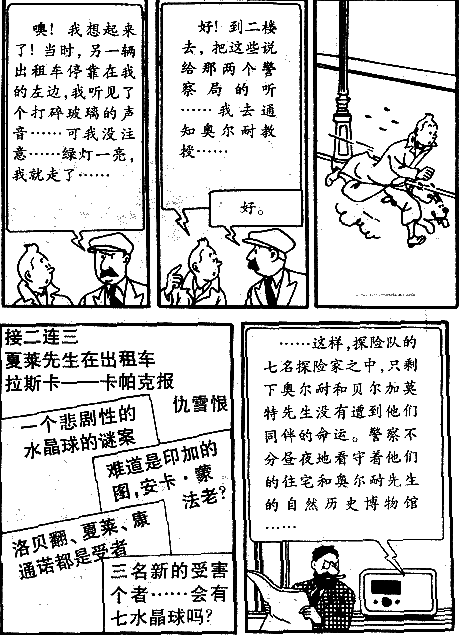 噢！我想起来
了！当时，另一辆
出租车停靠在我
的左边，我听见了
个打碎玻璃的声
音……可我没注
意……绿灯一亮，
我就走了……
好！到二楼
去，把这些说
给那两个警
察局的听
……我去通
知奥尔耐教
授……
好。
接二连三
夏莱先生在出租车
拉斯卡——卡帕克报
仇雪恨
一个悲剧性的
水晶球的谜案
难道是印加的
图，安卡·蒙
法老？
洛贝翻、夏莱、康
通诺都是受者
三名新的受害
个者……会有
七水晶球吗？
……这样，探险队的
七名探险家之中，只剩
下奥尔耐和贝尔加莫
特先生没有遭到他们
同伴的命运。警察不
分昼夜地看守着他们
的住宅和奥尔耐先生
的自然历史博物馆
……